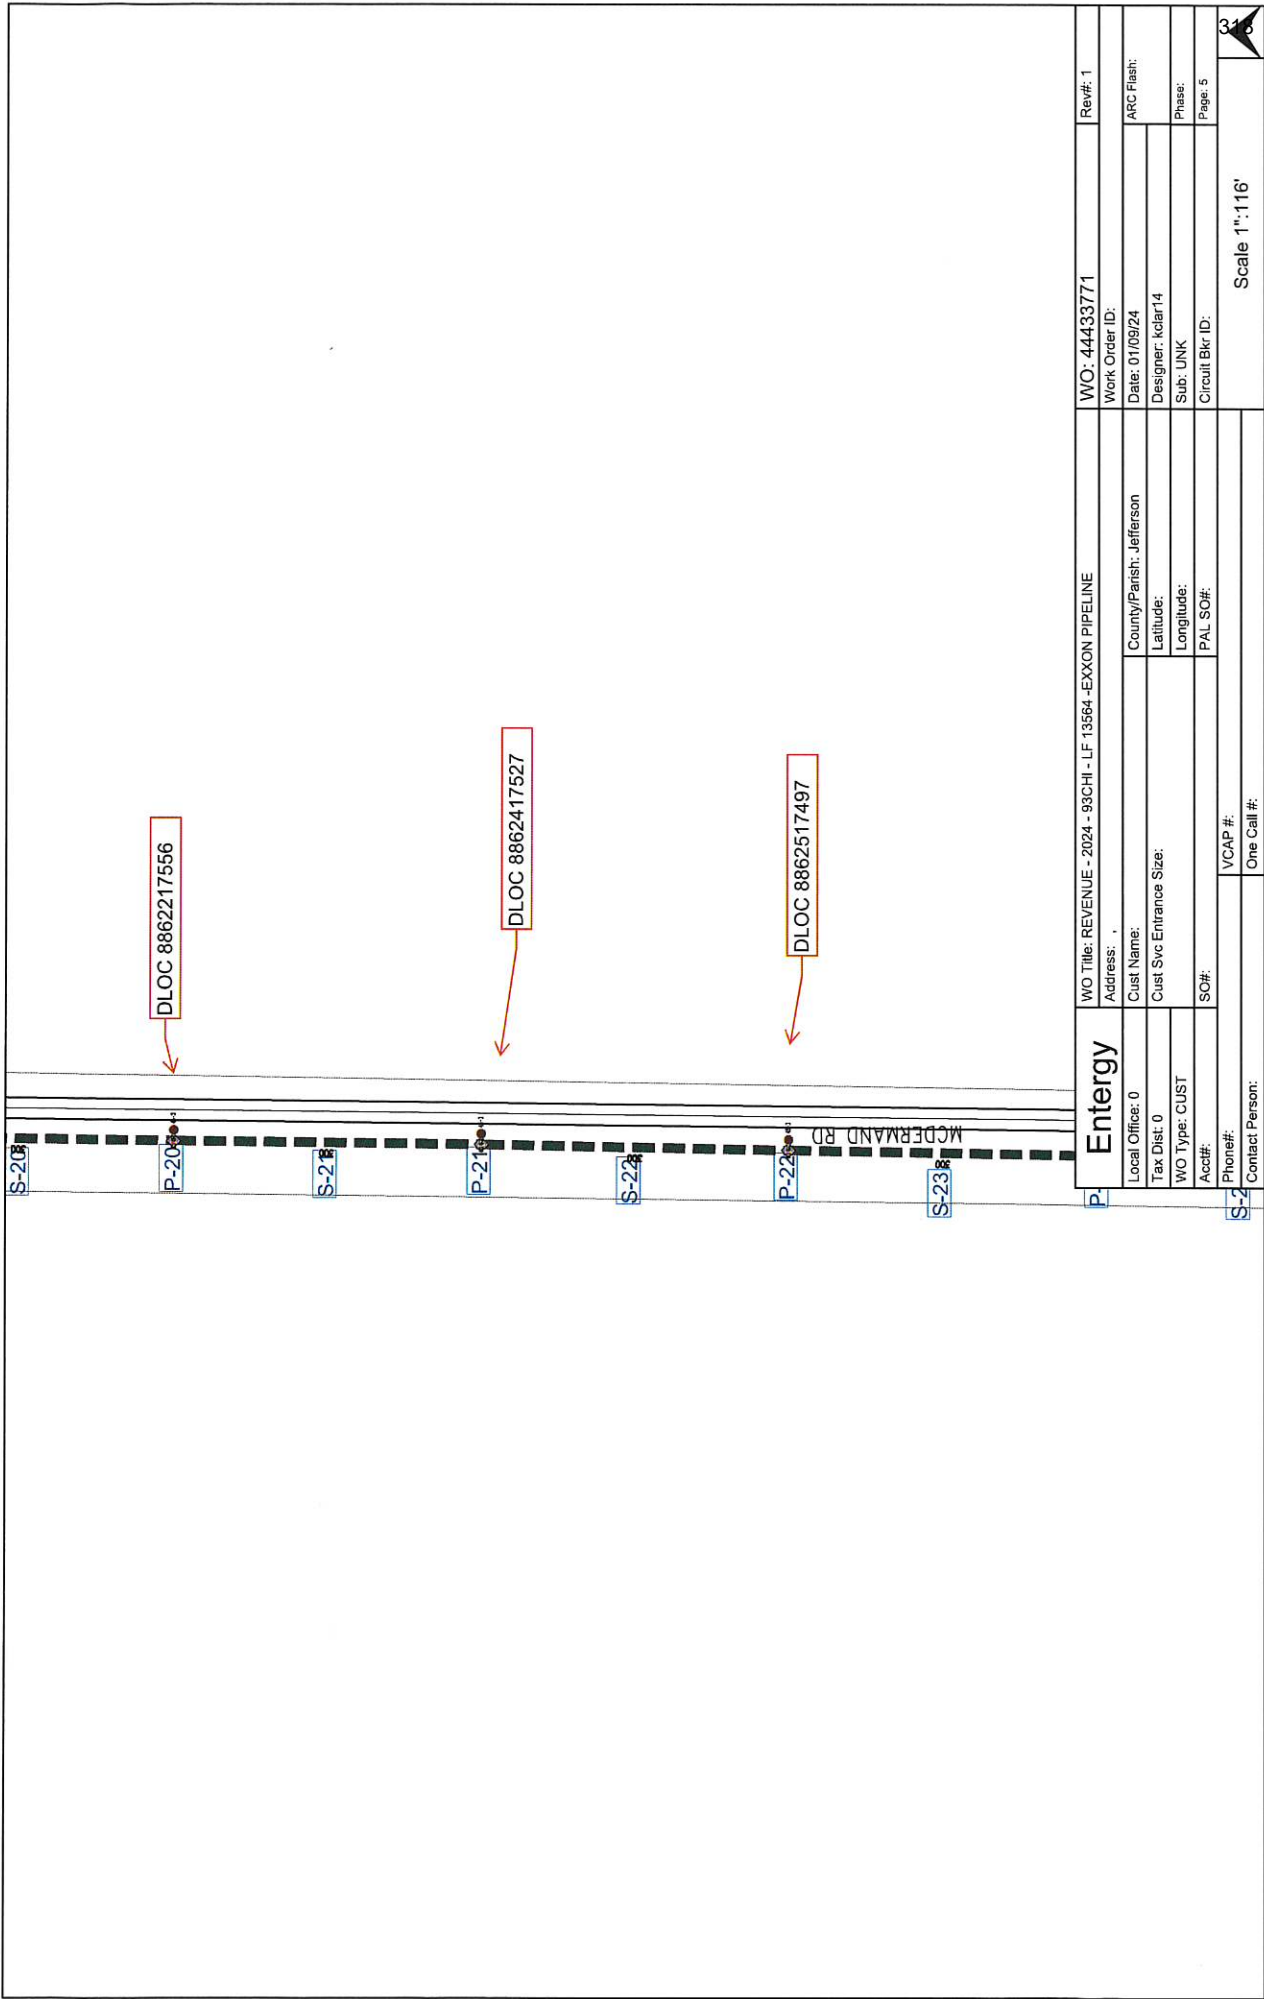 S-20
P-20
S-21
P-21
S-22
P-22
S-23
P-
S-2
MCDERMAND RD
DLOC 8862217556
DLOC 8862417527
DLOC 8862517497
Entergy
WO Title: REVENUE - 2024 - 93CHI - LF 13564 -EXXON PIPELINE
WO: 44433771
Rev#: 1
Address: ,
Work Order ID:
Local Office: 0
Cust Name:
County/Parish: Jefferson
Date: 01/09/24
ARC Flash:
Tax Dist: 0
Cust Svc Entrance Size:
Latitude:
Designer: kclar14
WO Type: CUST
Longitude:
Sub: UNK
Phase:
Acct#:
SO#:
PAL SO#:
Circuit Bkr ID:
Page: 5
Phone#:
VCAP #:
Scale 1":116'
Contact Person:
One Call #:
318